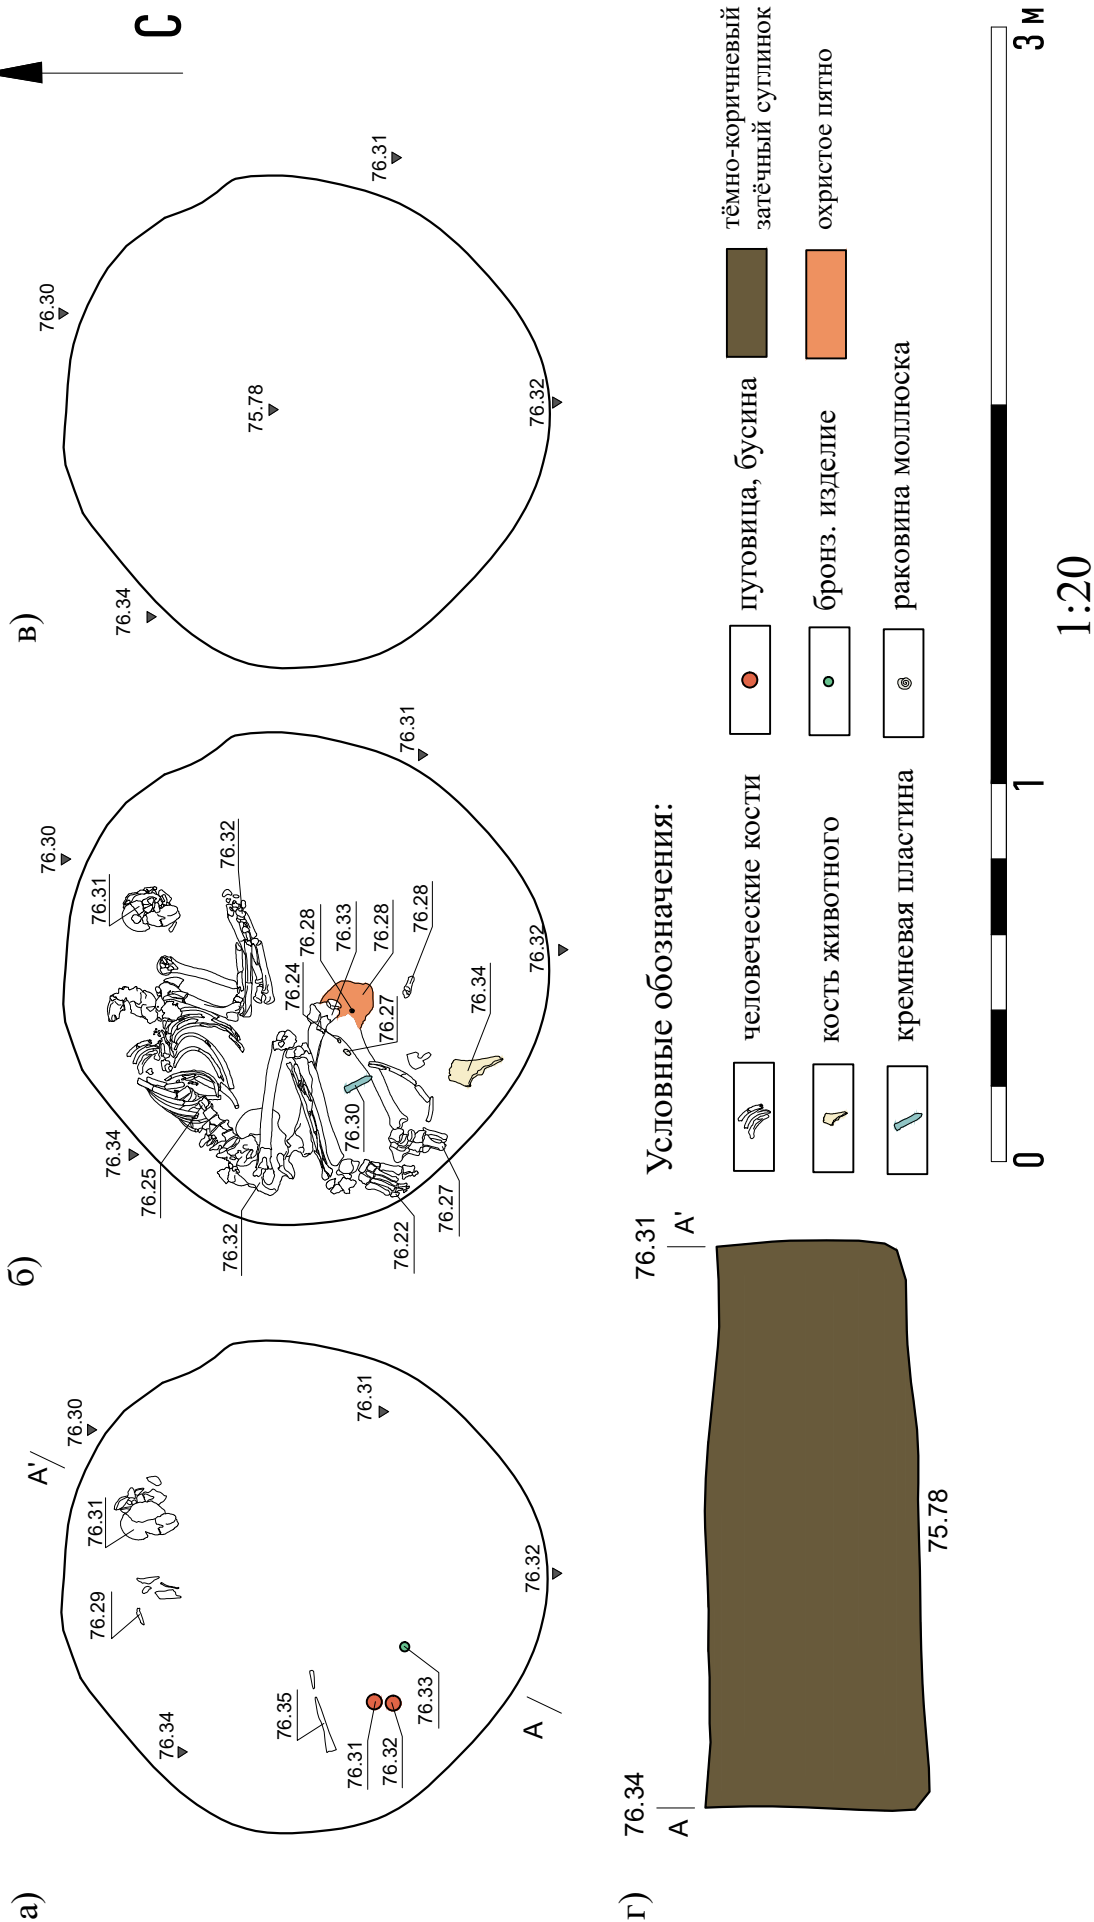 а)
А'
76.30
76.31
76.29
76.34
76.35
76.31
76.31
76.32
76.33
76.32
А
б)
76.30
76.31
76.32
76.34
76.25
76.31
76.24
76.28
76.33
76.28
76.28
76.27
76.34
76.30
76.32
76.22
76.27
76.32
в)
76.30
76.34
75.78
76.31
76.32
С
г)
76.34
А
76.31
А'
75.78
Условные обозначения:
человеческие кости
кость животного
кремневая пластина
пуговица, бусина
бронз. изделие
раковина моллюска
тёмно-коричневый
затёчный суглинок
охристое пятно
0
1
3 м
1:20